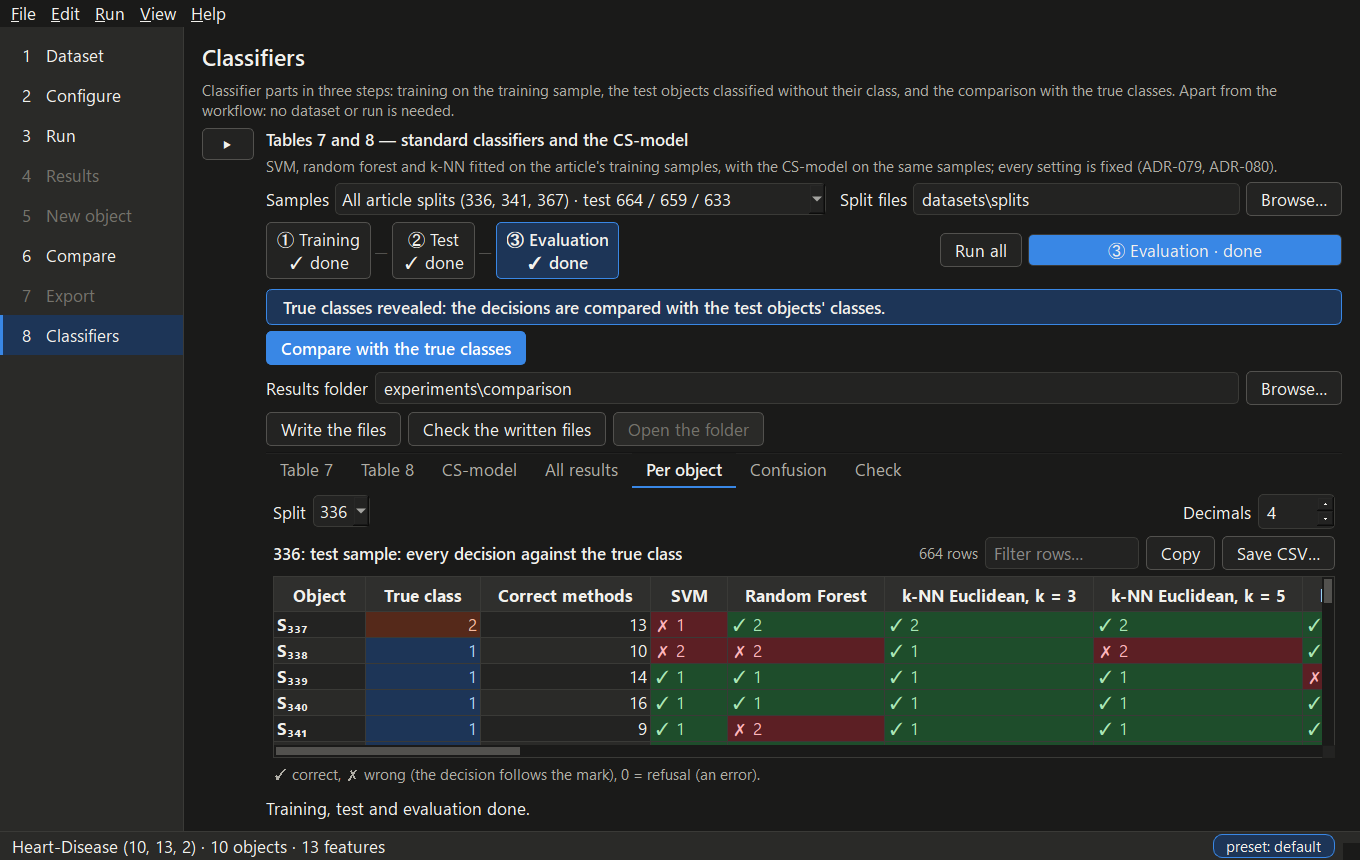 File Edit Run View Help
1 Dataset
2 Configure
3 Run
4 Results
5 New object
6 Compare
7 Export
8 Classifiers
Classifiers
Classifier parts in three steps: training on the training sample, the test objects classified without their class, and the comparison with the true classes. Apart from the
workflow: no dataset or run is needed.
Tables 7 and 8 — standard classifiers and the CS-model
SVM, random forest and k-NN fitted on the article's training samples, with the CS-model on the same samples; every setting is fixed (ADR-079, ADR-080).
Samples All article splits (336, 341, 367) · test 664 / 659 / 633 Split files datasets\splits Browse...
① Training ② Test ③ Evaluation
✓ done ✓ done ✓ done
Run all ③ Evaluation · done
True classes revealed: the decisions are compared with the test objects' classes.
Compare with the true classes
Results folder experiments\comparison Browse...
Write the files Check the written files Open the folder
Table 7 Table 8 CS-model All results Per object Confusion Check
Split 336 Decimals 4
336: test sample: every decision against the true class 664 rows Filter rows... Copy Save CSV...
Object True class Correct methods SVM Random Forest k-NN Euclidean, k = 3 k-NN Euclidean, k = 5
S₃₃₇ 2 13 ✗ 1 ✓ 2 ✓ 2 ✓ 2 ✓
S₃₃₈ 1 10 ✗ 2 ✗ 2 ✓ 1 ✗ 2 ✓
S₃₃₉ 1 14 ✓ 1 ✓ 1 ✓ 1 ✓ 1 ✗
S₃₄₀ 1 16 ✓ 1 ✓ 1 ✓ 1 ✓ 1 ✓
S₃₄₁ 1 9 ✓ 1 ✗ 2 ✓ 1 ✓ 1 ✓
✓ correct, ✗ wrong (the decision follows the mark), 0 = refusal (an error).
Training, test and evaluation done.
Heart-Disease (10, 13, 2) · 10 objects · 13 features preset: default